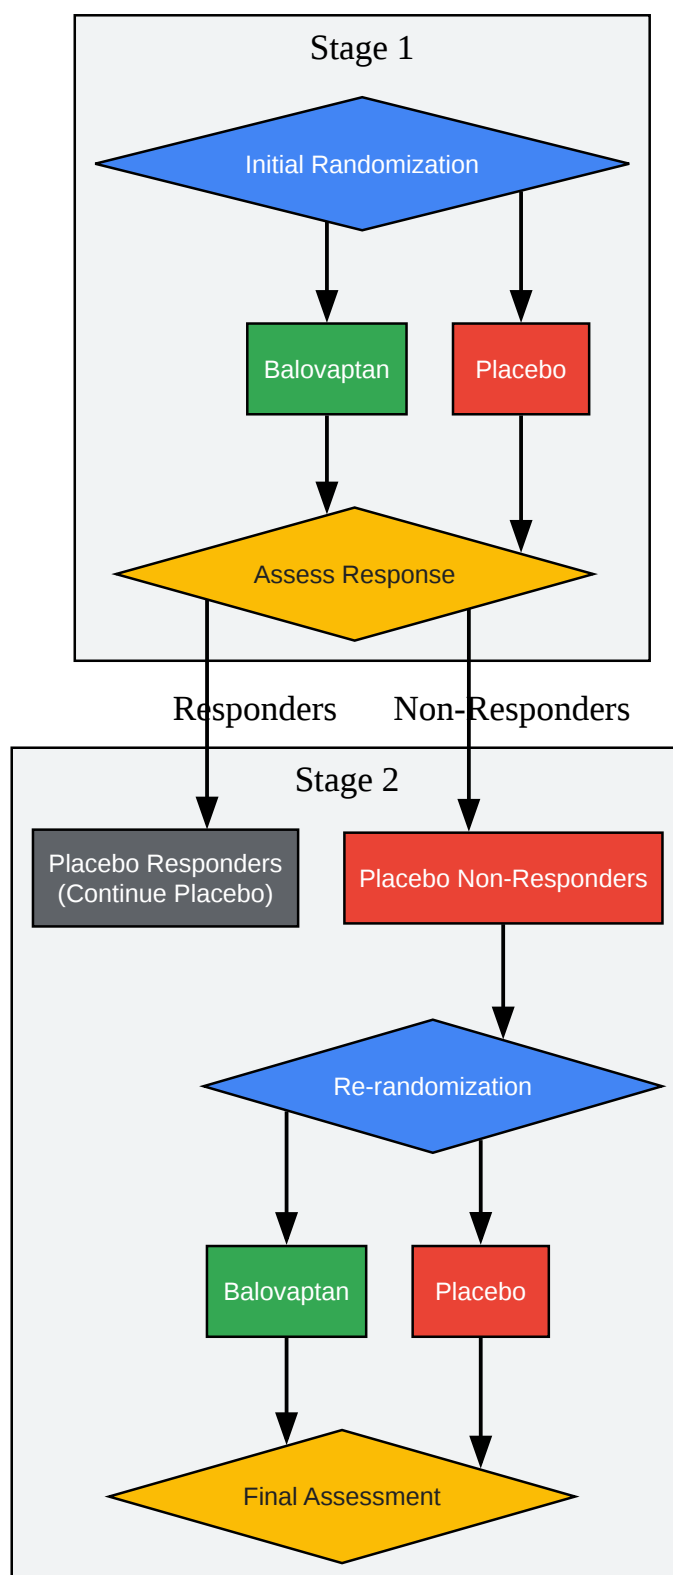 Stage 1
Initial Randomization
Balovaptan
Placebo
Assess Response
Responders
Non-Responders
Stage 2
Placebo Responders
(Continue Placebo)
Placebo Non-Responders
Re-randomization
Balovaptan
Placebo
Final Assessment